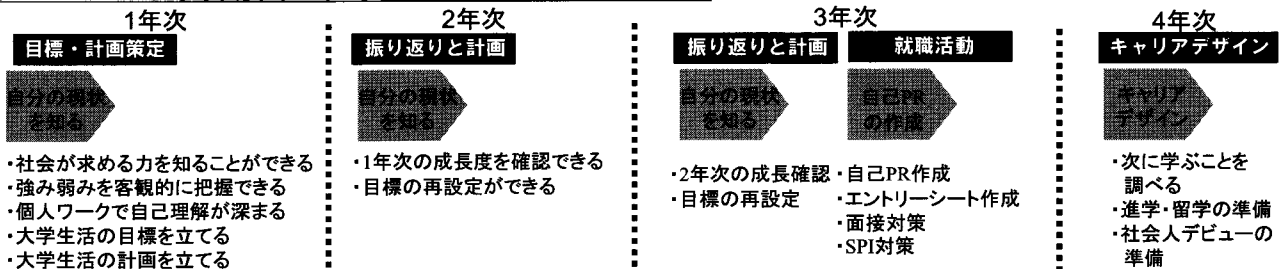 1年次
目標・計画策定
自分の現状
を知る
・社会が求める力を知ることができる
・強み弱みを客観的に把握できる
・個人ワークで自己理解が深まる
・大学生活の目標を立てる
・大学生活の計画を立てる
2年次
振り返りと計画
自分の現状
を知る
・1年次の成長度を確認できる
・目標の再設定ができる
3年次
振り返りと計画
自分の現状
を知る
・2年次の成長確認
・目標の再設定
就職活動
自己PR
の作成
・自己PR作成
・エントリーシート作成
・面接対策
・SPI対策
4年次
キャリアデザイン
キャリア
デザイン
・次に学ぶことを
調べる
・進学・留学の準備
・社会人デビューの
準備